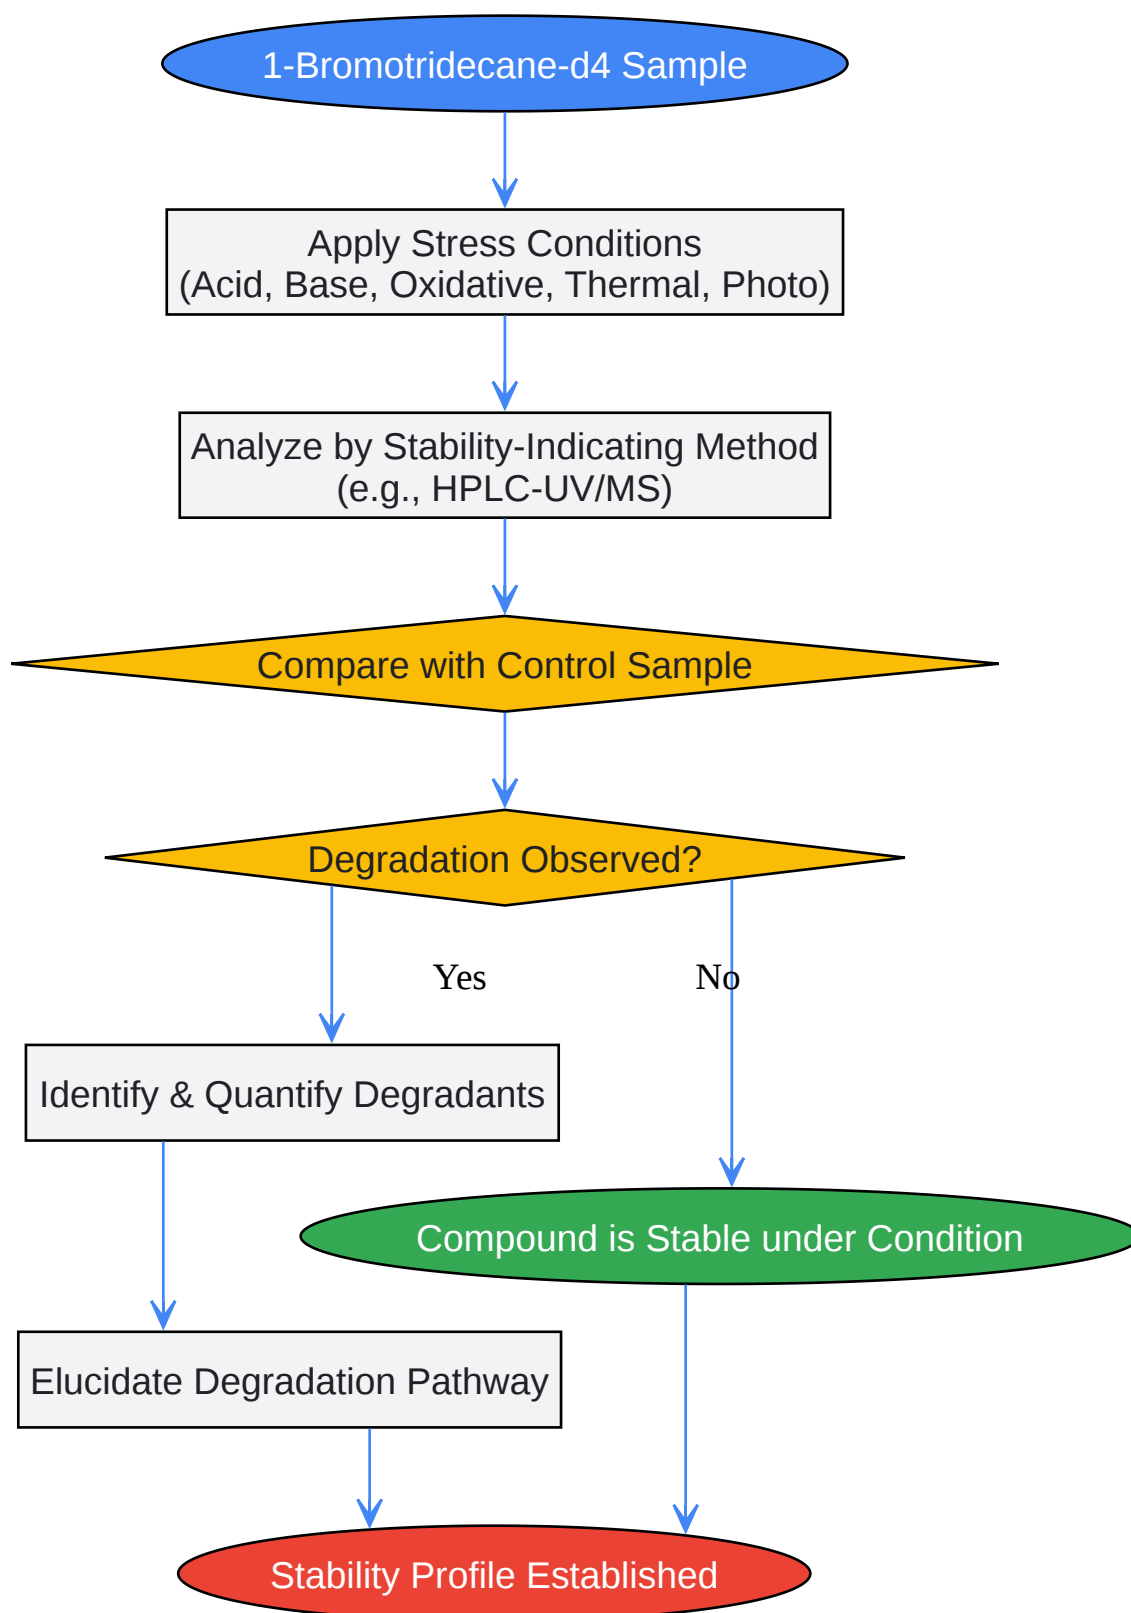 1-Bromotridecane-d4 Sample
Apply Stress Conditions
(Acid, Base, Oxidative, Thermal, Photo)
Analyze by Stability-Indicating Method
(e.g., HPLC-UV/MS)
Compare with Control Sample
Degradation Observed?
Yes
No
Identify & Quantify Degradants
Compound is Stable under Condition
Elucidate Degradation Pathway
Stability Profile Established